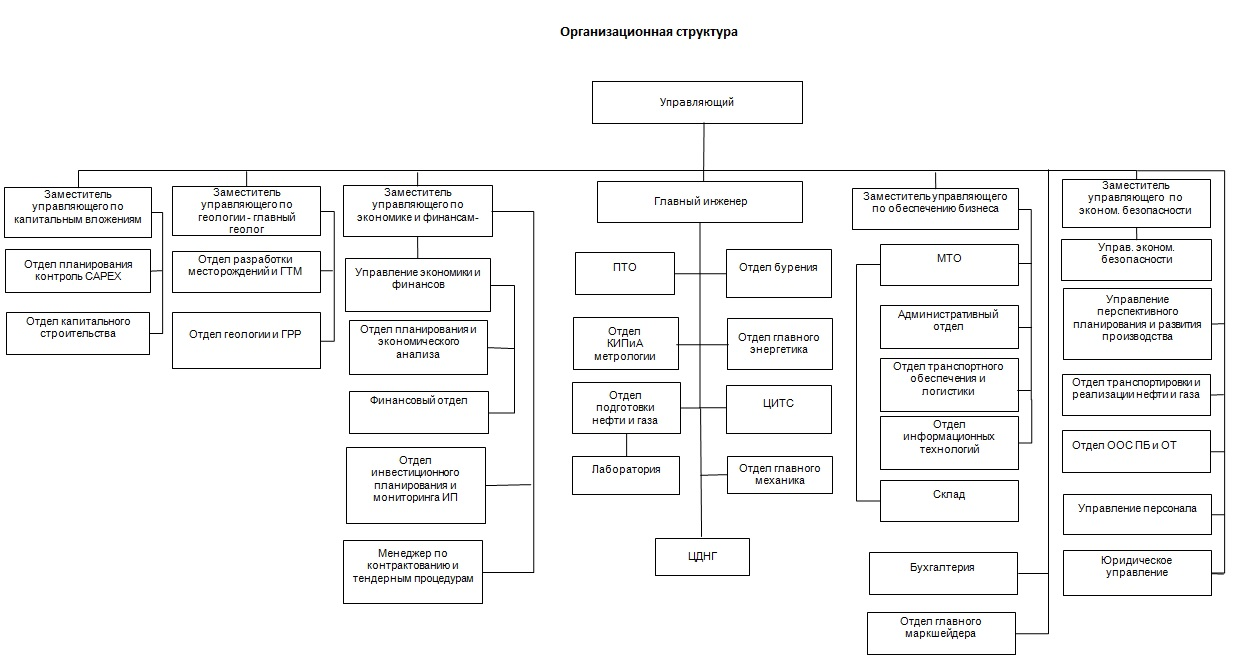 Организационная структура
Управляющий
Заместитель
управляющего по
капитальным вложениям
Отдел планирования
контроль CAPEX
Отдел капитального
строительства
Заместитель
управляющего по
геологии - главный
геолог
Отдел разработки
месторождений и ГТМ
Отдел геологии и ГРР
Заместитель
управляющего по
экономике и финансам-
Управление экономики и
финансов
Отдел планирования и
экономического
анализа
Финансовый отдел
Отдел
инвестиционного
планирования и
мониторинга ИП
Менеджер по
контрактованию и
тендерным процедурам
Главный инженер
ПТО
Отдел бурения
Отдел
КИПиА
метрологии
Отдел главного
энергетика
Отдел
подготовки
нефти и газа
ЦИТС
Лаборатория
Отдел главного
механика
ЦДНГ
Заместитель управляющего
по обеспечению бизнеса
МТО
Административный
отдел
Отдел транспортного
обеспечения и
логистики
Отдел
информационных
технологий
Склад
Бухгалтерия
Отдел главного
маркшейдера
Заместитель
управляющего по
эконом. безопасности
Управ. эконом.
безопасности
Управление
перспективного
планирования и развития
производства
Отдел транспортировки и
реализации нефти и газа
Отдел ООС ПБ и ОТ
Управление персонала
Юридическое
управление